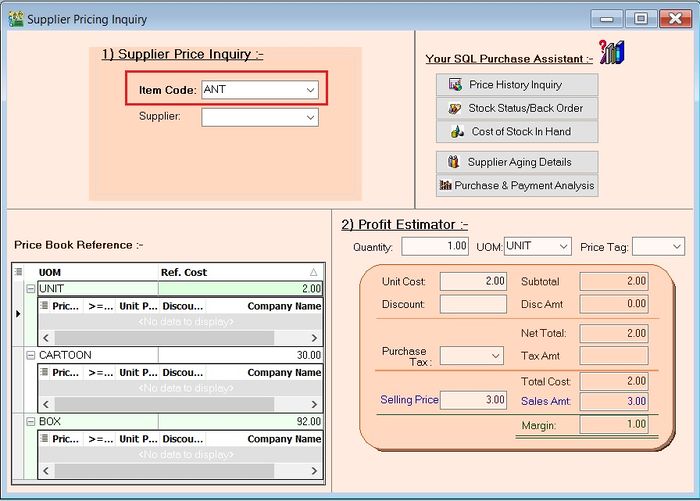 Supplier Pricing Inquiry
1) Supplier Price Inquiry :-
Item Code: ANT
Supplier:
Your SQL Purchase Assistant :-
Price History Inquiry
Stock Status/Back Order
Cost of Stock In Hand
Supplier Aging Details
Purchase & Payment Analysis
Price Book Reference :-
UOM Ref. Cost
UNIT 2.00
Pric... >=... Unit P... Discou... Company Name
<No data to display>
CARTOON 30.00
Pric... >=... Unit P... Discou... Company Name
<No data to display>
BOX 92.00
Pric... >=... Unit P... Discou... Company Name
<No data to display>
2) Profit Estimator :-
Quantity: 1.00 UOM: UNIT Price Tag:
Unit Cost: 2.00 Subtotal 2.00
Discount: Disc Amt 0.00
Net Total: 2.00
Purchase Tax : Tax Amt
Total Cost: 2.00
Selling Price 3.00 Sales Amt: 3.00
Margin: 1.00